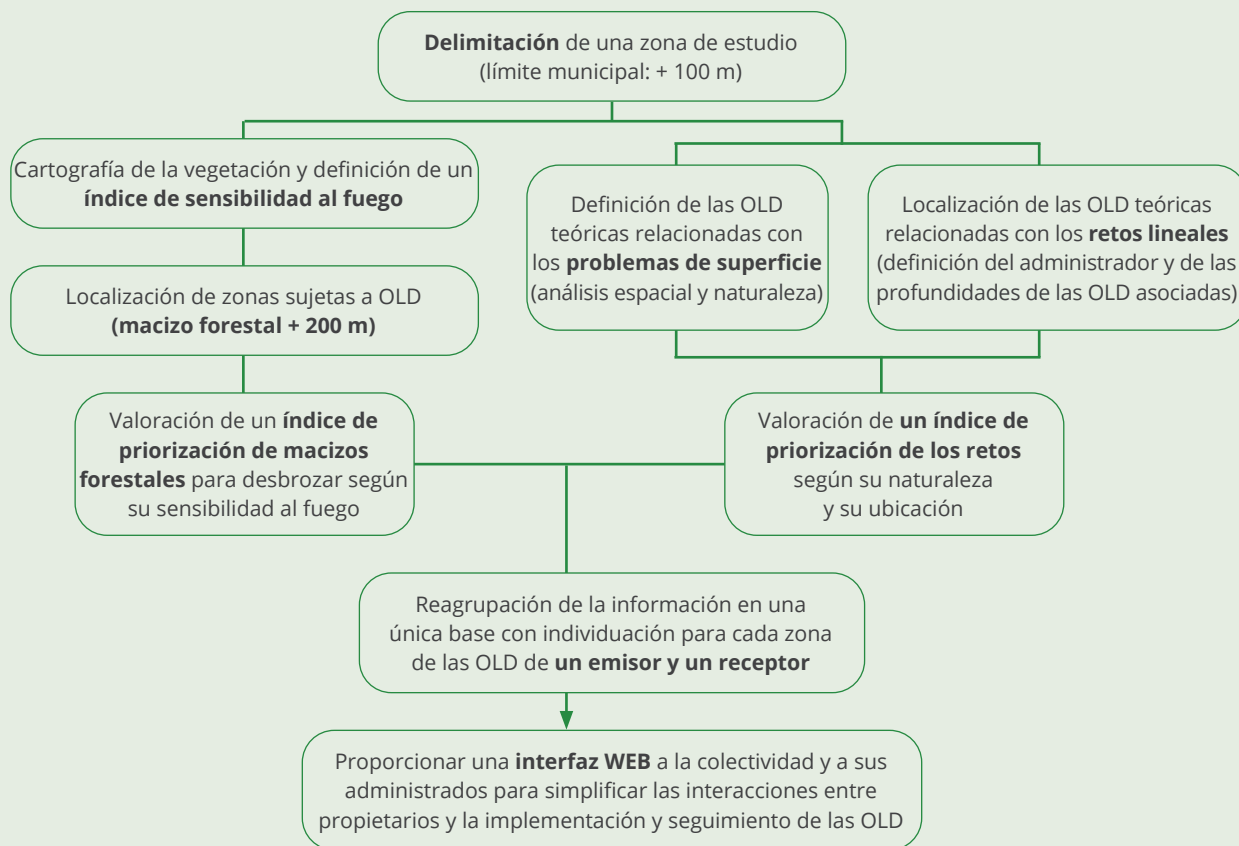 Delimitación de una zona de estudio
(límite municipal: + 100 m)
Cartografía de la vegetación y definición de un
índice de sensibilidad al fuego
Localización de zonas sujetas a OLD
(macizo forestal + 200 m)
Definición de las OLD
teóricas relacionadas con
los problemas de superficie
(análisis espacial y naturaleza)
Localización de las OLD teóricas
relacionadas con los retos lineales
(definición del administrador y de las
profundidades de las OLD asociadas)
Valoración de un índice de
priorización de macizos
forestales para desbrozar según
su sensibilidad al fuego
Valoración de un índice de
priorización de los retos
según su naturaleza
y su ubicación
Reagrupación de la información en una
única base con individuación para cada zona
de las OLD de un emisor y un receptor
Proporcionar una interfaz WEB a la colectividad y a sus
administrados para simplificar las interacciones entre
propietarios y la implementación y seguimiento de las OLD